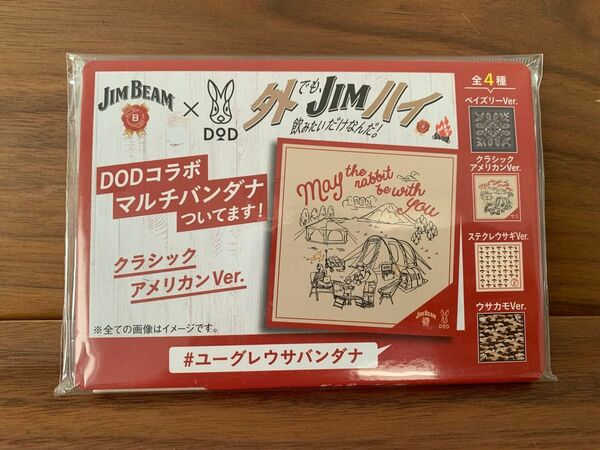 JIM BEAM
B
×
DOD
外でも、JIMハイ
飲みたいだけなんだ!
DODコラボ
マルチバンダナ
ついてます!
クラシック
アメリカンVer.
※全ての画像はイメージです。
May the
rabbit
be with
you
JIM BEAM
DOD
#ユーグレウサバンダナ
全4種
ペイズリーVer.
クラシック
アメリカンVer.
ステクレウサギVer.
ウサカモVer.